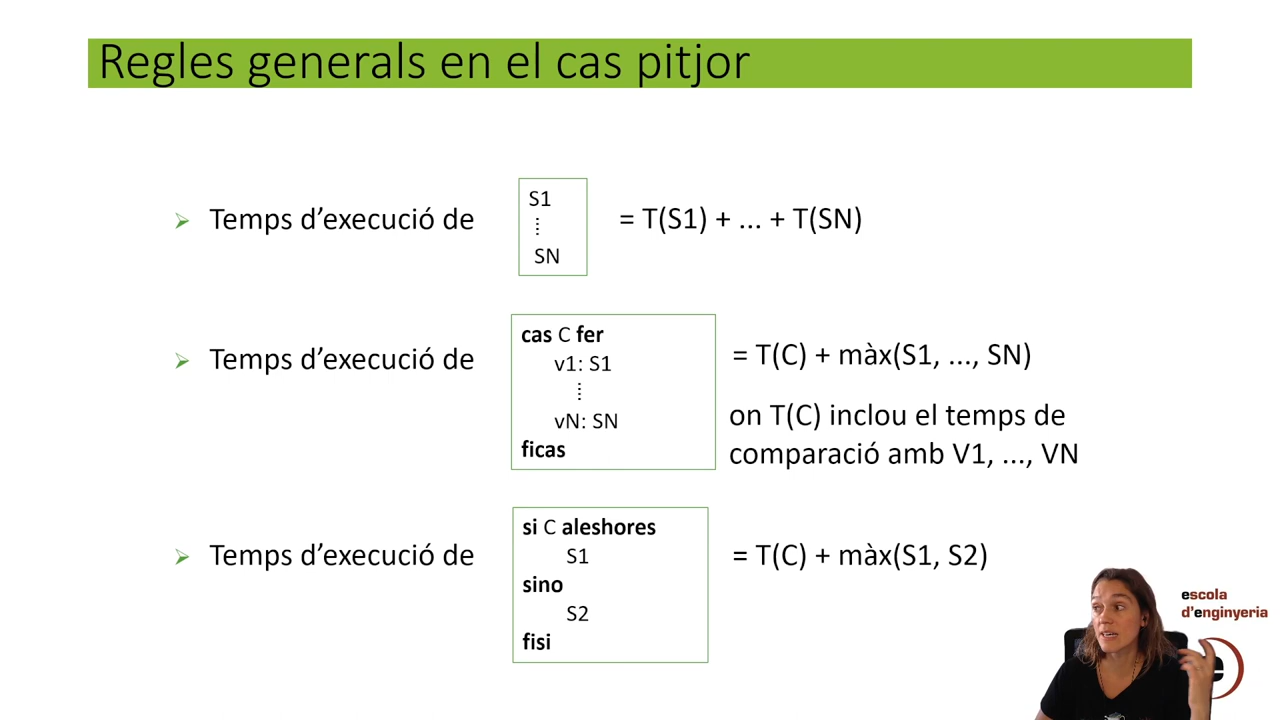 Regles generals en el cas pitjor
Temps d'execució de
S1
⁞
SN
= T(S1) + ... + T(SN)
Temps d'execució de
cas C fer
v1: S1
⁞
vN: SN
ficas
= T(C) + màx(S1, ..., SN)
on T(C) inclou el temps de
comparació amb V1, ..., VN
Temps d'execució de
si C aleshores
S1
sino
S2
fisi
= T(C) + màx(S1, S2)
escola
d'enginyeria
e